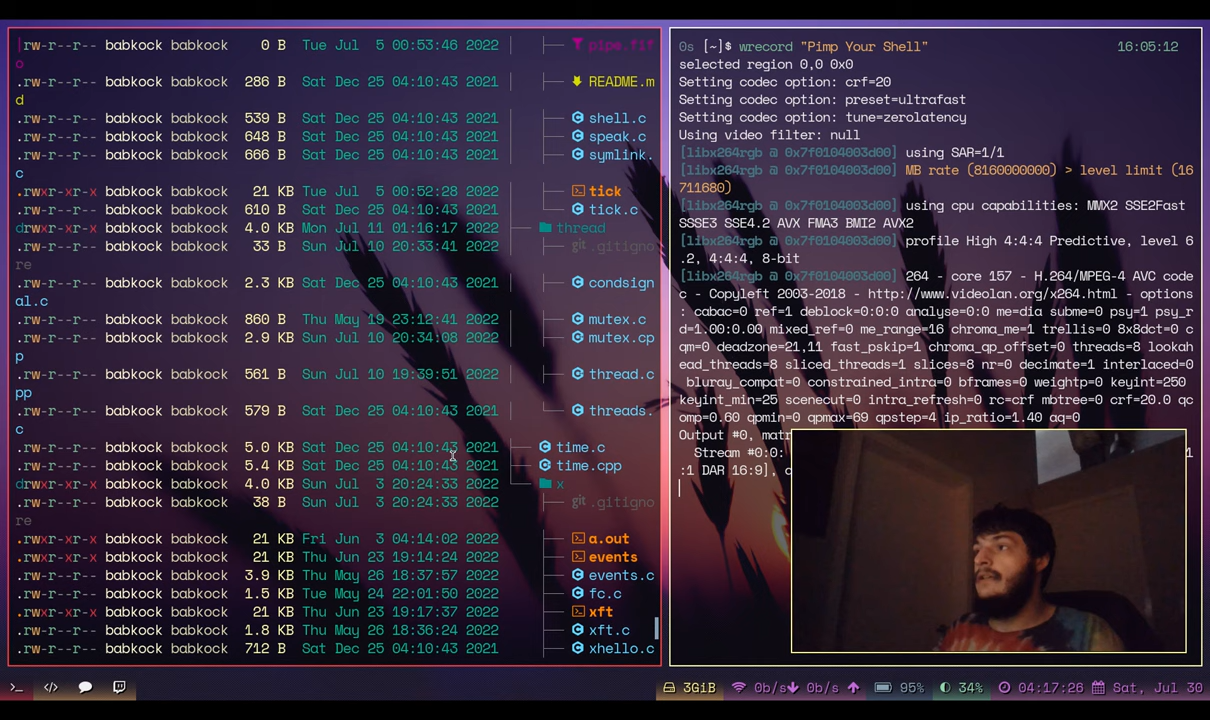 .rw-r--r-- babkock babkock 0 B Tue Jul 5 00:53:46 2022 pipe.fif
o
.rw-r--r-- babkock babkock 286 B Sat Dec 25 04:10:43 2021 README.m
d
.rw-r--r-- babkock babkock 539 B Sat Dec 25 04:10:43 2021 shell.c
.rw-r--r-- babkock babkock 648 B Sat Dec 25 04:10:43 2021 speak.c
.rw-r--r-- babkock babkock 666 B Sat Dec 25 04:10:43 2021 symlink.
c
.rwxr-xr-x babkock babkock 21 KB Tue Jul 5 00:52:28 2022 tick
.rw-r--r-- babkock babkock 610 B Sat Dec 25 04:10:43 2021 tick.c
drwxr-xr-x babkock babkock 4.0 KB Mon Jul 11 01:16:17 2022 thread
.rw-r--r-- babkock babkock 33 B Sun Jul 10 20:33:41 2022 git .gitigno
re
.rw-r--r-- babkock babkock 2.3 KB Sat Dec 25 04:10:43 2021 condsign
al.c
.rw-r--r-- babkock babkock 860 B Thu May 19 23:12:41 2022 mutex.c
.rw-r--r-- babkock babkock 2.9 KB Sun Jul 10 20:34:08 2022 mutex.cp
p
.rw-r--r-- babkock babkock 561 B Sun Jul 10 19:39:51 2022 thread.c
pp
.rw-r--r-- babkock babkock 579 B Sat Dec 25 04:10:43 2021 threads.
c
.rw-r--r-- babkock babkock 5.0 KB Sat Dec 25 04:10:43 2021 time.c
.rw-r--r-- babkock babkock 5.4 KB Sat Dec 25 04:10:43 2021 time.cpp
drwxr-xr-x babkock babkock 4.0 KB Sun Jul 3 20:24:33 2022 x
.rw-r--r-- babkock babkock 38 B Sun Jul 3 20:24:33 2022 git .gitigno
re
.rwxr-xr-x babkock babkock 21 KB Fri Jun 3 04:14:02 2022 a.out
.rwxr-xr-x babkock babkock 21 KB Thu Jun 23 19:14:24 2022 events
.rw-r--r-- babkock babkock 3.9 KB Thu May 26 18:37:57 2022 events.c
.rw-r--r-- babkock babkock 1.5 KB Tue May 24 22:01:50 2022 fc.c
.rwxr-xr-x babkock babkock 21 KB Thu Jun 23 19:17:37 2022 xft
.rw-r--r-- babkock babkock 1.8 KB Thu May 26 18:36:24 2022 xft.c
.rw-r--r-- babkock babkock 712 B Sat Dec 25 04:10:43 2021 xhello.c
0s [~]$ wrecord "Pimp Your Shell" 16:05:12
selected region 0,0 0x0
Setting codec option: crf=20
Setting codec option: preset=ultrafast
Setting codec option: tune=zerolatency
Using video filter: null
[libx264rgb @ 0x7f0104003d00] using SAR=1/1
[libx264rgb @ 0x7f0104003d00] MB rate (8160000000) > level limit (16
711680)
[libx264rgb @ 0x7f0104003d00] using cpu capabilities: MMX2 SSE2Fast
SSSE3 SSE4.2 AVX FMA3 BMI2 AVX2
[libx264rgb @ 0x7f0104003d00] profile High 4:4:4 Predictive, level 6
.2, 4:4:4, 8-bit
[libx264rgb @ 0x7f0104003d00] 264 - core 157 - H.264/MPEG-4 AVC code
c - Copyleft 2003-2018 - http://www.videolan.org/x264.html - options
: cabac=0 ref=1 deblock=0:0:0 analyse=0:0 me=dia subme=0 psy=1 psy_r
d=1.00:0.00 mixed_ref=0 me_range=16 chroma_me=1 trellis=0 8x8dct=0 c
qm=0 deadzone=21,11 fast_pskip=1 chroma_qp_offset=0 threads=8 lookah
ead_threads=8 sliced_threads=1 slices=8 nr=0 decimate=1 interlaced=0
bluray_compat=0 constrained_intra=0 bframes=0 weightp=0 keyint=250
keyint_min=25 scenecut=0 intra_refresh=0 rc=crf mbtree=0 crf=20.0 qc
omp=0.60 qpmin=0 qpmax=69 qpstep=4 ip_ratio=1.40 aq=0
Output #0, matr
Stream #0:0: 1
:1 DAR 16:9], c
3GiB 0b/s 0b/s 95% 34% 04:17:26 Sat, Jul 30